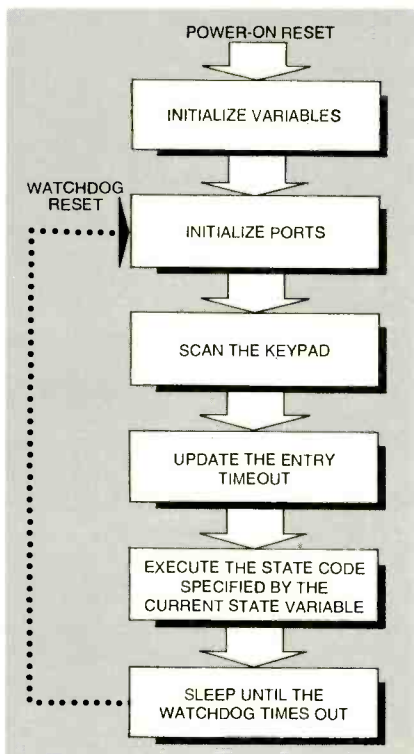 POWER-ON RESET
INITIALIZE VARIABLES
WATCHDOG
RESET
INITIALIZE PORTS
SCAN THE KEYPAD
UPDATE THE ENTRY
TIMEOUT
EXECUTE THE STATE CODE
SPECIFIED BY THE
CURRENT STATE VARIABLE
SLEEP UNTIL THE
WATCHDOG TIMES OUT